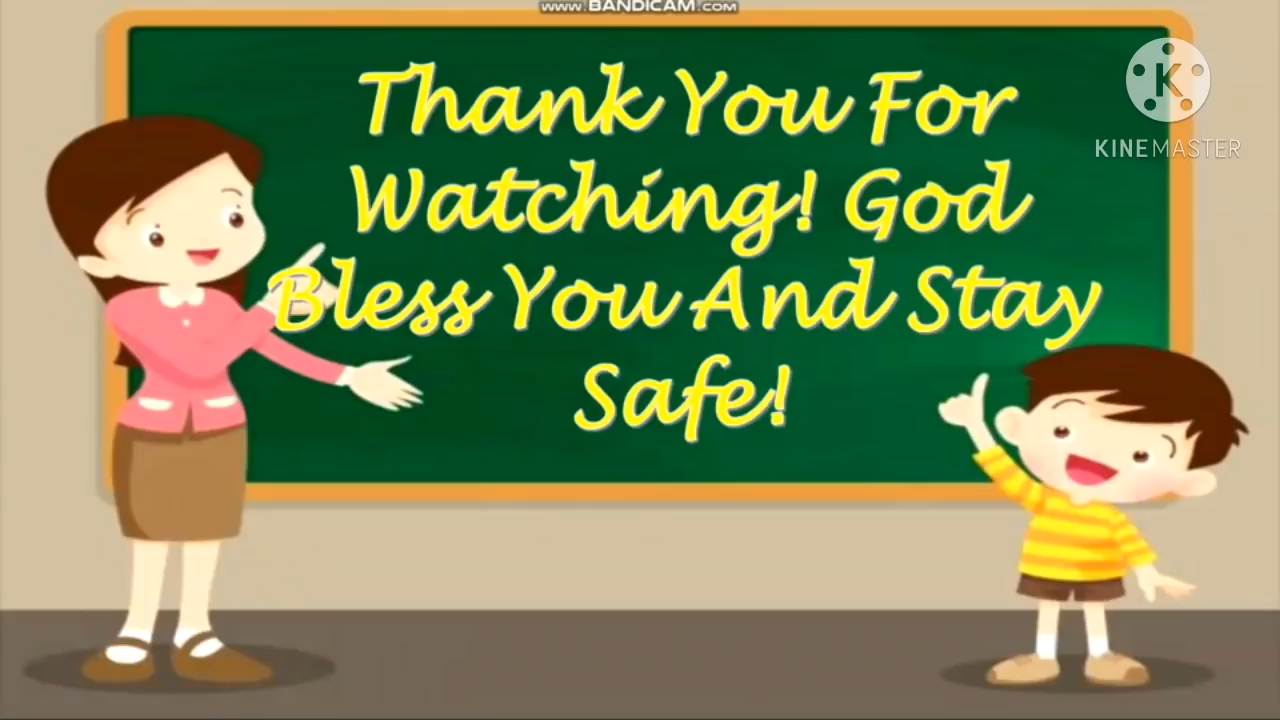 www.BANDICAM.com
Thank You For
Watching! God
Bless You And Stay
Safe!
K
KINEMASTER